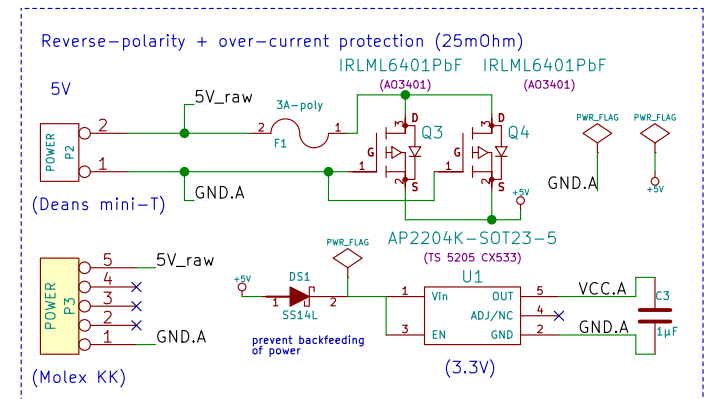 Reverse-polarity + over-current protection (25mOhm)
IRLML6401PbF
IRLML6401PbF
(AO3401)
(AO3401)
5V
5V_raw
3A-poly
F1
2
1
POWER
P2
2
1
GND.A
(Deans mini-T)
3
D
Q3
G
1
2
S
3
D
Q4
G
1
2
S
+5V
PWR_FLAG
PWR_FLAG
GND.A
+5V
POWER
P3
5
4
3
2
1
5V_raw
GND.A
(Molex KK)
+5V
DS1
1
2
SS14L
PWR_FLAG
prevent backfeeding
of power
AP2204K-SOT23-5
(TS 5205 CX533)
U1
1
Vin
OUT
5
VCC.A
ADJ/NC
4
3
EN
GND
2
GND.A
(3.3V)
C3
1µF